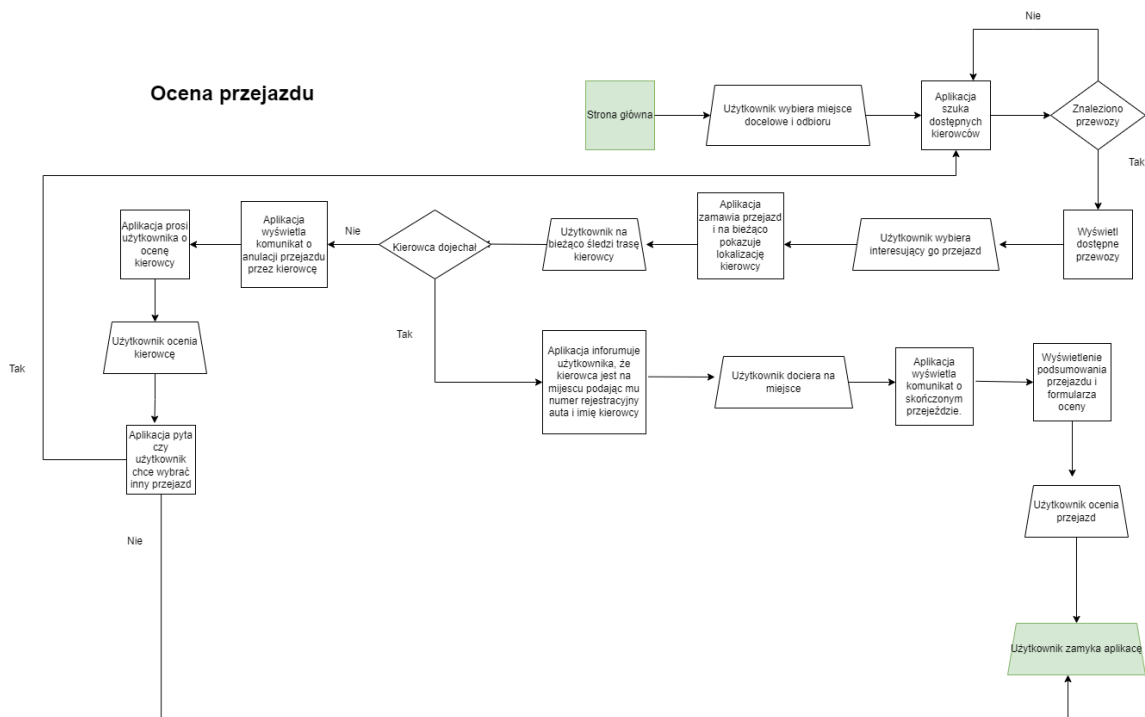 Nie
Ocena przejazdu
Strona główna
Użytkownik wybiera miejsce
docelowe i odbioru
Aplikacja
szuka
dostępnych
kierowców
Znaleziono
przewozy
Tak
Aplikacja prosi
użytkownika o
ocenę
kierowcy
Aplikacja
wyświetla
komunikat o
anulacji przejazdu
przez kierowcę
Nie
Kierowca dojechał
Użytkownik na
bieżąco śledzi trasę
kierowcy
Aplikacja
zamawia przejazd
i na bieżąco
pokazuje
lokalizację
kierowcy
Użytkownik wybiera
interesujący go przejazd
Wyświetl
dostępne
przewozy
Tak
Użytkownik ocenia
kierowcę
Tak
Aplikacja inforumuje
użytkownika, że
kierowca jest na
mijescu podając mu
numer rejestracyjny
auta i imię kierowcy
Użytkownik dociera na
miejsce
Aplikacja
wyświetla
komunikat o
skończonym
przejeździe.
Wyświetlenie
podsumowania
przejazdu i
formularza
oceny
Aplikacja pyta
czy
użytkownik
chce wybrać
inny przejazd
Nie
Użytkownik ocenia
przejazd
Użytkownik zamyka aplikacę